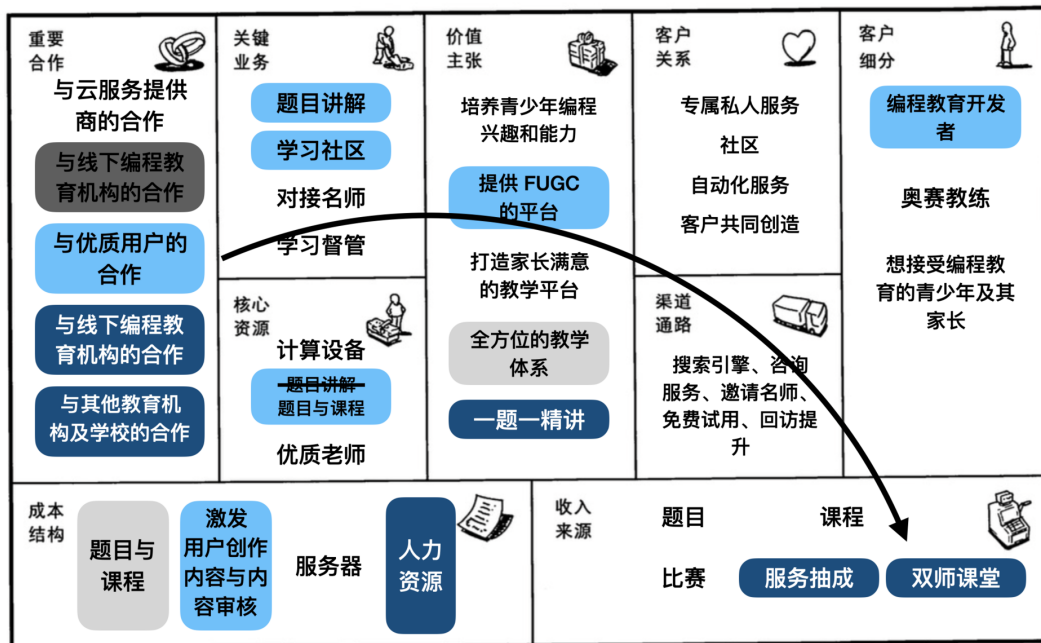 重要
合作
与云服务提供
商的合作
与线下编程教
育机构的合作
与优质用户的
合作
与线下编程教
育机构的合作
与其他教育机
构及学校的合作
关键
业务
题目讲解
学习社区
对接名师
学习督管
核心
资源
计算设备
题目讲解
题目与课程
优质老师
价值
主张
培养青少年编程
兴趣和能力
提供 FUGC
的平台
打造家长满意
的教学平台
全方位的教学
体系
一题一精讲
客户
关系
专属私人服务
社区
自动化服务
客户共同创造
渠道
通路
搜索引擎、咨询
服务、邀请名师、
免费试用、回访提
升
客户
细分
编程教育开发
者
奥赛教练
想接受编程教
育的青少年及其
家长
成本
结构
题目与
课程
激发
用户创作
内容与内
容审核
服务器
人力
资源
收入
来源
题目
课程
比赛
服务抽成
双师课堂